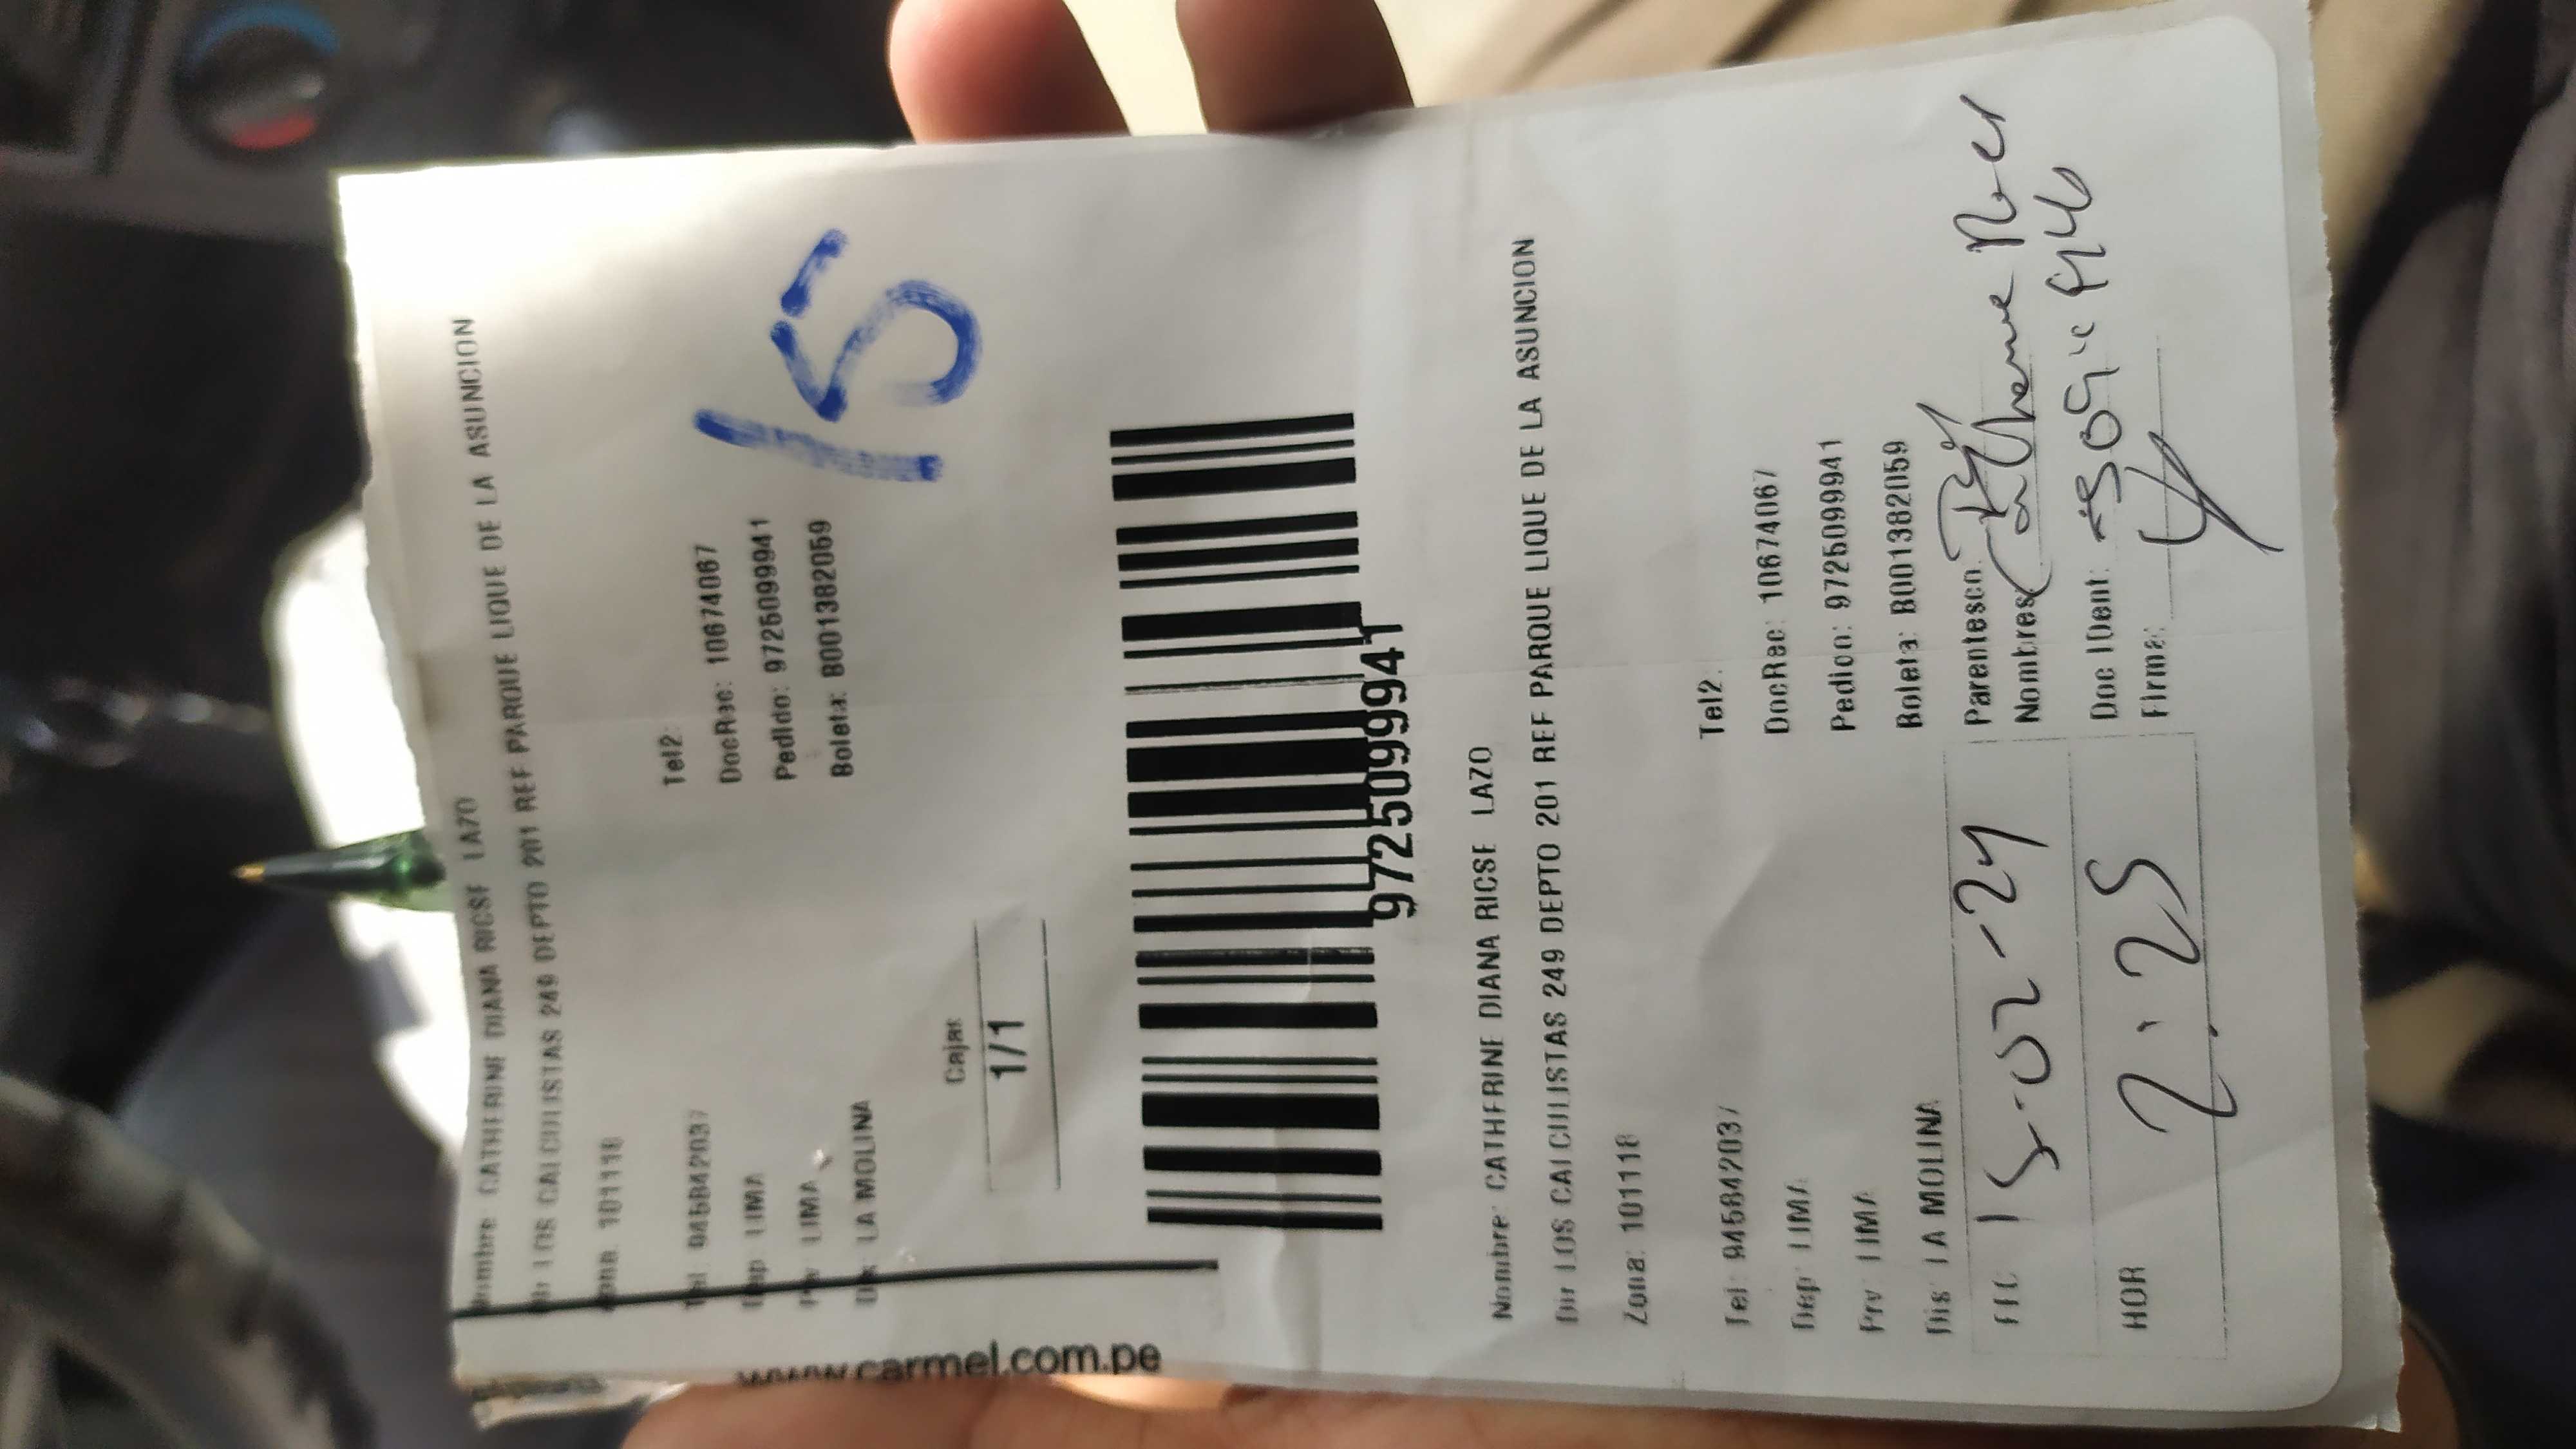 www.carmel.com.pe
Nombre: CATHERINE DIANA RICSE LAZO
Dir LOS CALCULISTAS 249 DEPTO 201 REF PARQUE LIQUE DE LA ASUNCION
Zona: 101118
Tel: 945842037 Tel2:
Dep: LIMA DocRec: 10674067
Prv: LIMA Pedido: 9725099941
Dis: LA MOLINA Boleta: B001382059
15
Cajas:
1/1
9725099941
Nombre: CATHERINE DIANA RICSE LAZO
Dir LOS CALCULISTAS 249 DEPTO 201 REF PARQUE LIQUE DE LA ASUNCION
Zona: 101118
Tel: 945842037 Tel2:
Dep: LIMA DocRec: 10674067
Prv: LIMA Pedido: 9725099941
Dis: LA MOLINA Boleta: B001382059
FEC 15-02-24 Parentesco:
Nombres: Catherine
HOR 2:25 Doc IDent:
Firma: